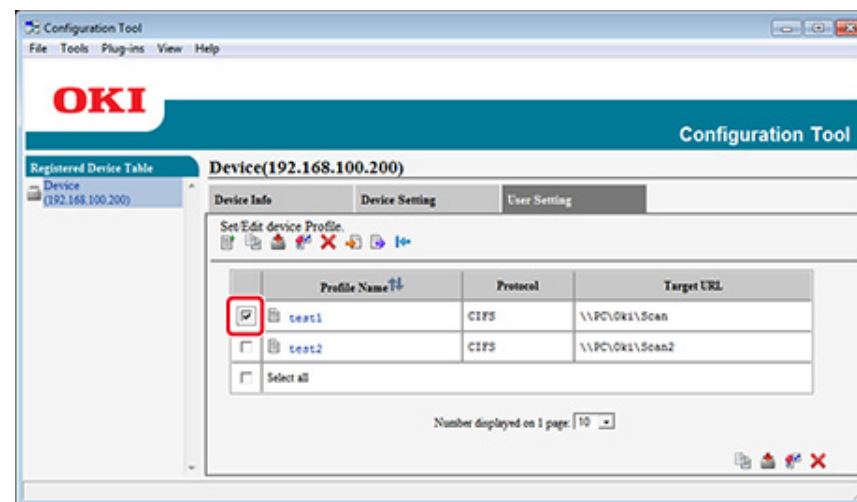 Configuration Tool
File Tools Plug-ins View Help
OKI
Configuration Tool
Registered Device Table
Device
(192.168.100.200)
Device(192.168.100.200)
Device Info Device Setting User Setting
Set/Edit device Profile.
Profile Name Protocol Target URL
test1 CIFS \\PC\Oki\Scan
test2 CIFS \\PC\Oki\Scan2
Select all
Number displayed on 1 page: 10